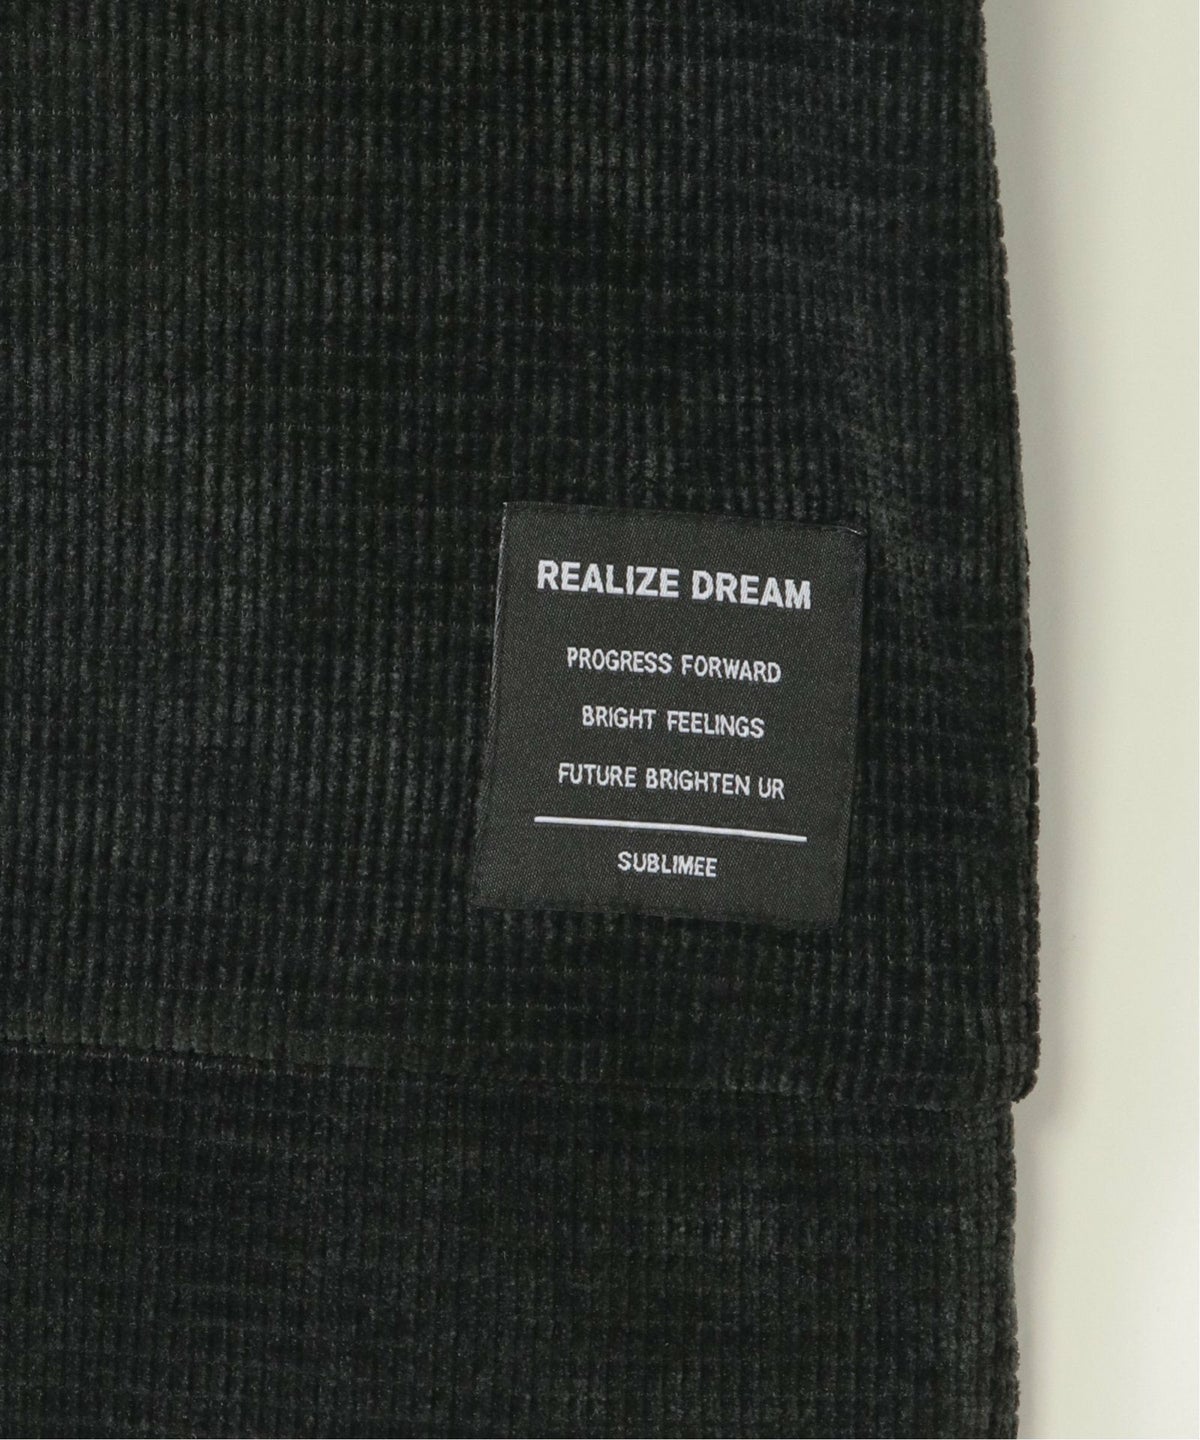 REALIZE DREAM
PROGRESS FORWARD
BRIGHT FEELINGS
FUTURE BRIGHTEN UR
SUBLIMEE